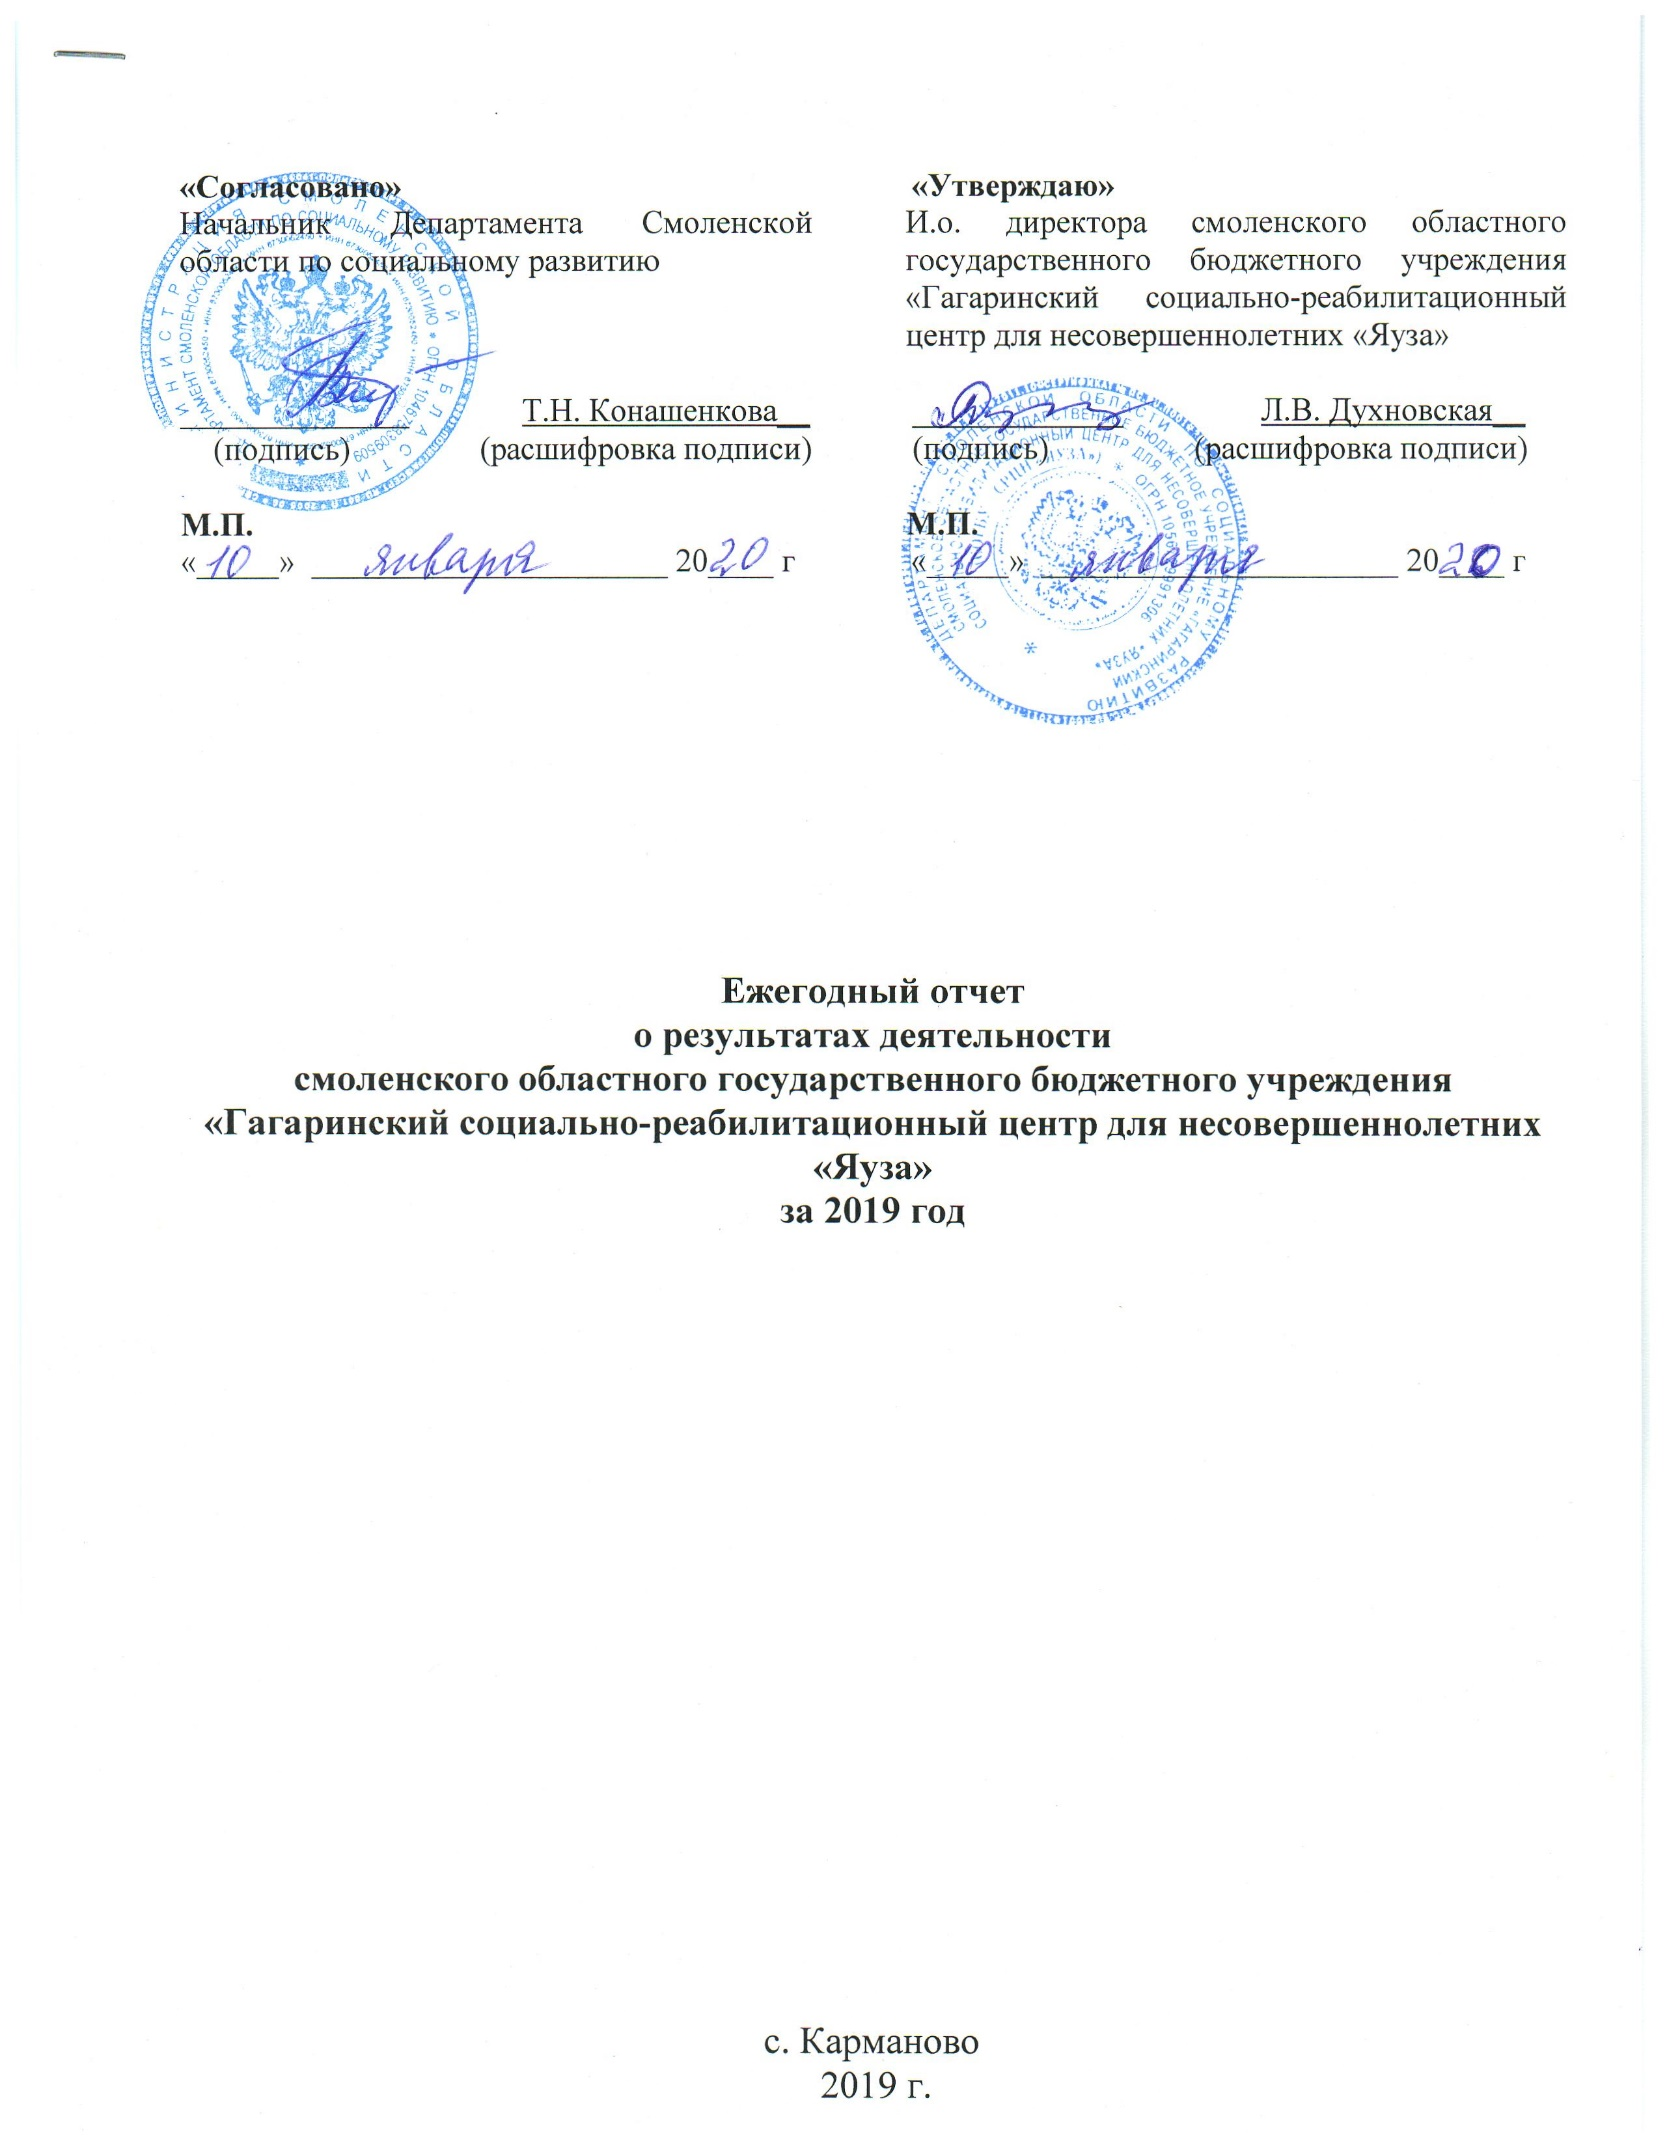 «Согласовано»
Начальник Департамента Смоленской
области по социальному развитию
Т.Н. Конашенкова__
(подпись) (расшифровка подписи)
М.П.
«10» января 2020 г
«Утверждаю»
И.о. директора смоленского областного
государственного бюджетного учреждения
«Гагаринский социально-реабилитационный
центр для несовершеннолетних «Яуза»
Л.В. Духновская__
(подпись) (расшифровка подписи)
М.П.
«10» января 2020 г
Ежегодный отчет
о результатах деятельности
смоленского областного государственного бюджетного учреждения
«Гагаринский социально-реабилитационный центр для несовершеннолетних
«Яуза»
за 2019 год
с. Карманово
2019 г.